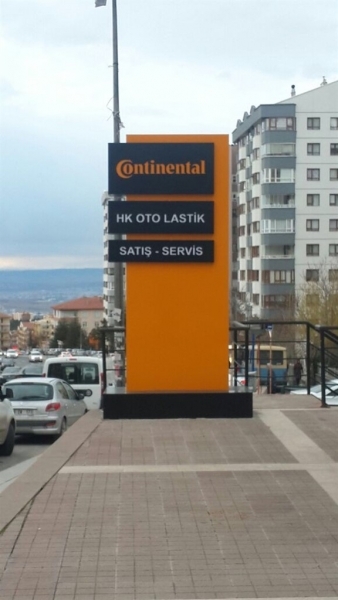 Continental
HK OTO LASTİK
SATIŞ - SERVİS